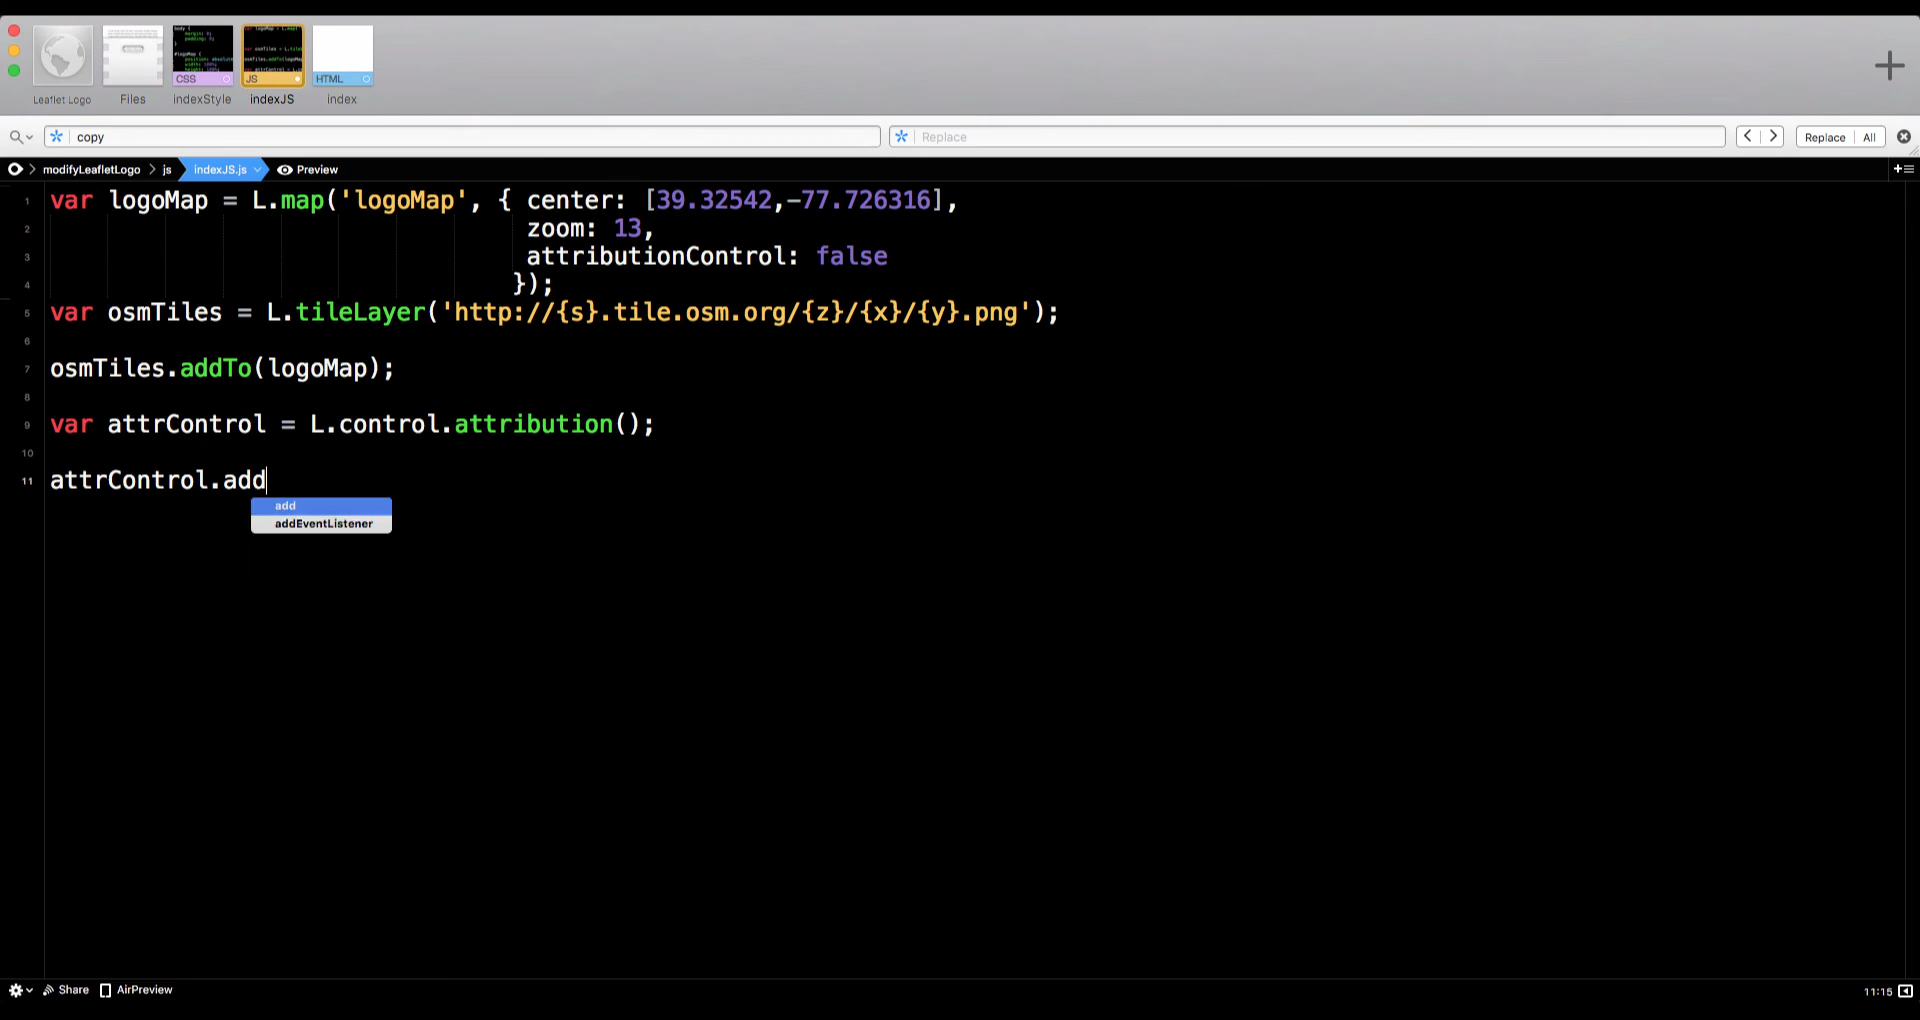 CSS
JS
HTML
Leaflet Logo
Files
indexStyle
indexJS
index
copy
Replace
Replace
All
modifyLeafletLogo
js
indexJS.js
Preview
1 var logoMap = L.map('logoMap', { center: [39.32542,-77.726316],
2 zoom: 13,
3 attributionControl: false
4 });
5 var osmTiles = L.tileLayer('http://{s}.tile.osm.org/{z}/{x}/{y}.png');
6
7 osmTiles.addTo(logoMap);
8
9 var attrControl = L.control.attribution();
10
11 attrControl.add
add
addEventListener
Share
AirPreview
11:15